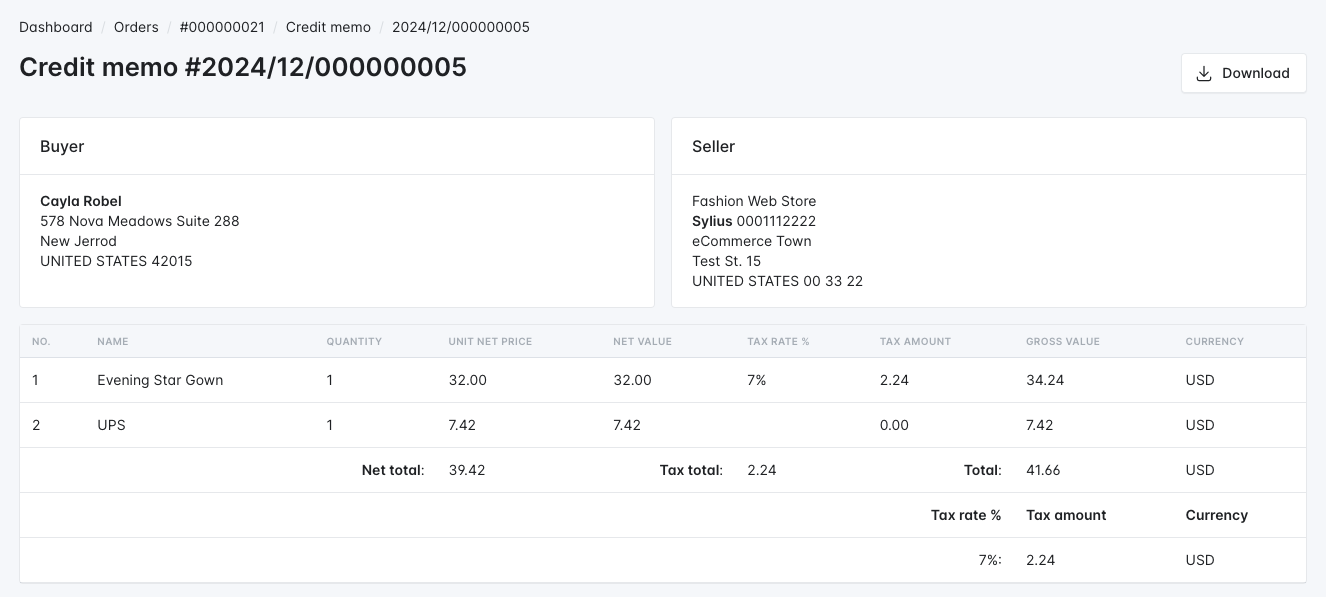 Dashboard / Orders / #000000021 / Credit memo / 2024/12/000000005
Credit memo #2024/12/000000005
Download
Buyer
Cayla Robel
578 Nova Meadows Suite 288
New Jerrod
UNITED STATES 42015
Seller
Fashion Web Store
Sylius 0001112222
eCommerce Town
Test St. 15
UNITED STATES 00 33 22
NO. NAME QUANTITY UNIT NET PRICE NET VALUE TAX RATE % TAX AMOUNT GROSS VALUE CURRENCY
1 Evening Star Gown 1 32.00 32.00 7% 2.24 34.24 USD
2 UPS 1 7.42 7.42 0.00 7.42 USD
Net total: 39.42 Tax total: 2.24 Total: 41.66 USD
Tax rate % Tax amount Currency
7%: 2.24 USD